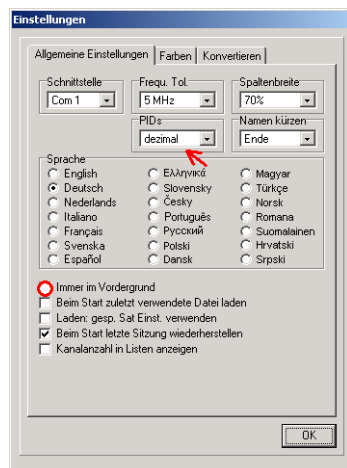 Einstellungen
Allgemeine Einstellungen Farben Konvertieren
Schnittstelle Frequ. Tol. Spaltenbreite
Com 1 5 MHz 70%
PIDs Namen kürzen
dezimal Ende
Sprache
English Ελληνικά Magyar
Deutsch Slovensky Türkçe
Nederlands Česky Norsk
Italiano Português Romana
Français Русский Suomalainen
Svenska Polski Hrvatski
Español Dansk Srpski
Immer im Vordergrund
Beim Start zuletzt verwendete Datei laden
Laden: gesp. Sat Einst. verwenden
Beim Start letzte Sitzung wiederherstellen
Kanalanzahl in Listen anzeigen
OK